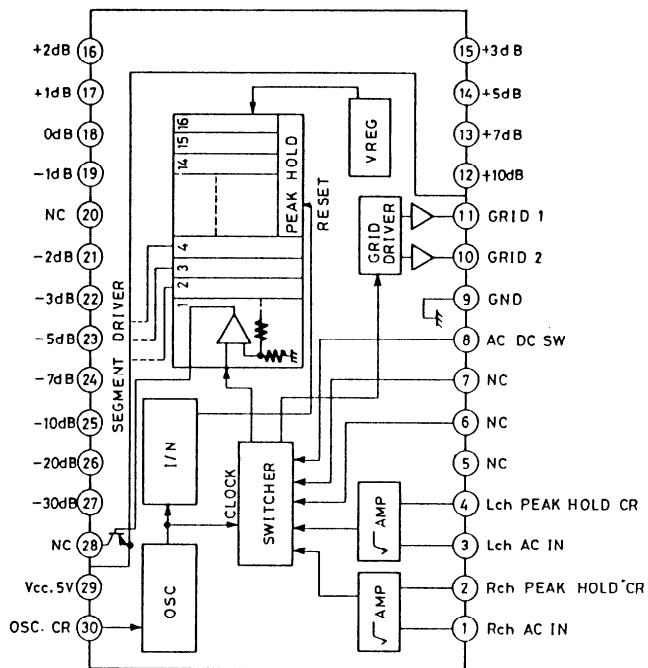 +2dB 16
+1dB 17
0dB 18
-1dB 19
NC 20
-2dB 21
-3dB 22
-5dB 23
-7dB 24
-10dB 25
-20dB 26
-30dB 27
NC 28
Vcc.5V 29
OSC. CR 30
SEGMENT DRIVER
16
15
14
4
3
2
1
PEAK HOLD
RESET
VREG
GRID DRIVER
I/N
OSC
CLOCK
SWITCHER
√AMP
√AMP
15 +3dB
14 +5dB
13 +7dB
12 +10dB
11 GRID 1
10 GRID 2
9 GND
8 AC DC SW
7 NC
6 NC
5 NC
4 Lch PEAK HOLD CR
3 Lch AC IN
2 Rch PEAK HOLD CR
1 Rch AC IN